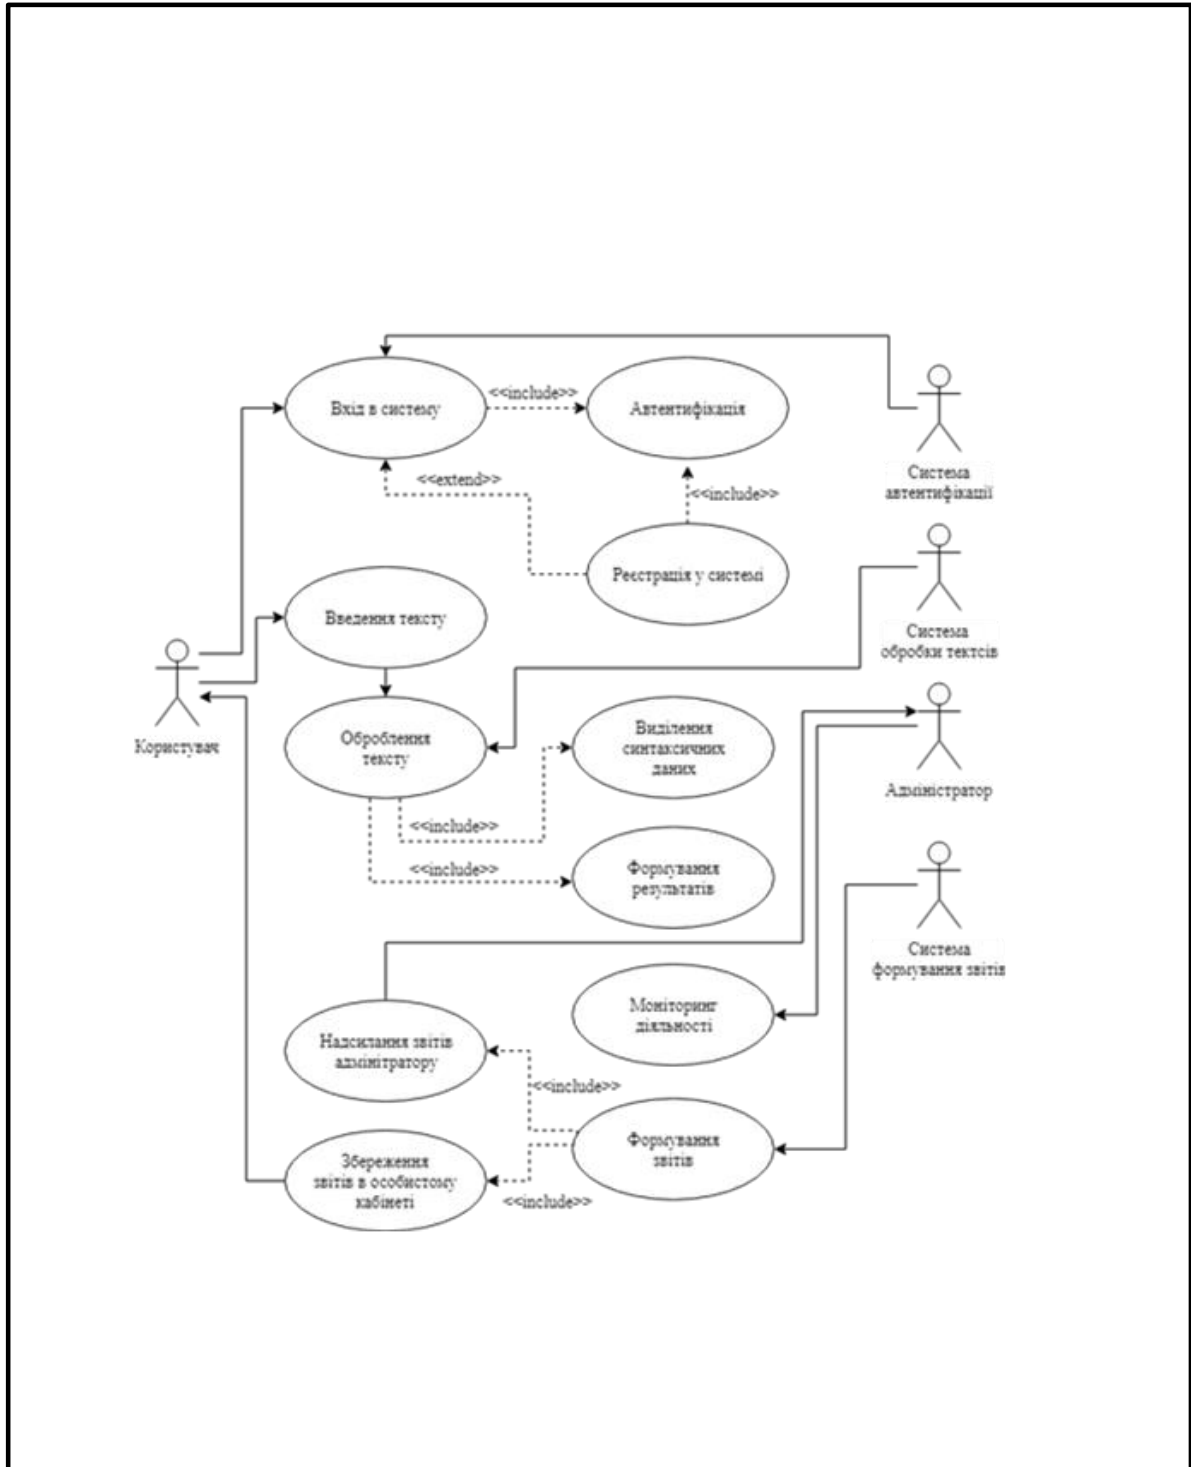 Вхід в систему
<<include>>
Автентифікація
Система
автентифікації
<<extend>>
<<include>>
Реєстрація у системі
Введення тексту
Система
обробки тектсів
Користувач
Оброблення
тексту
Виділення
синтаксичних
даних
Адміністратор
<<include>>
<<include>>
Формування
результатів
Система
формування звітів
Моніторинг
діяльності
Надсилання звітів
адмінітратору
<<include>>
Формування
звітів
Збереження
звітів в особистому
кабінеті
<<include>>